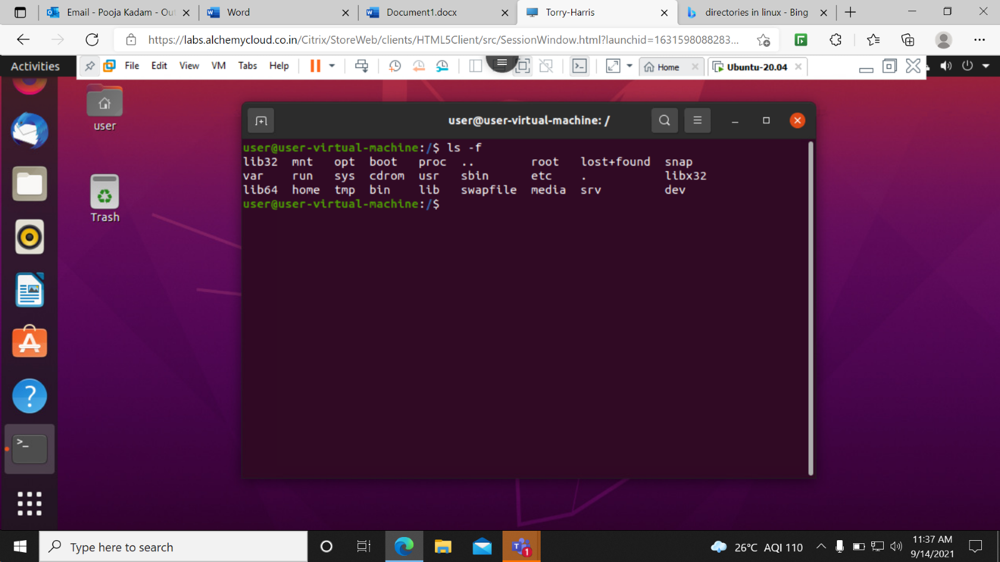 Email - Pooja Kadam - Ou
Word
Document1.docx
Torry-Harris
directories in linux - Bing
https://labs.alchemycloud.co.in/Citrix/StoreWeb/clients/HTML5Client/src/SessionWindow.html?launchid=1631598088283...
Activities
File Edit View VM Tabs Help
Home
Ubuntu-20.04
user
Trash
user@user-virtual-machine: /
user@user-virtual-machine:/$ ls -f
lib32 mnt opt boot proc .. root lost+found snap
var run sys cdrom usr sbin etc . libx32
lib64 home tmp bin lib swapfile media srv dev
user@user-virtual-machine:/$
Type here to search
26°C AQI 110
11:37 AM
9/14/2021